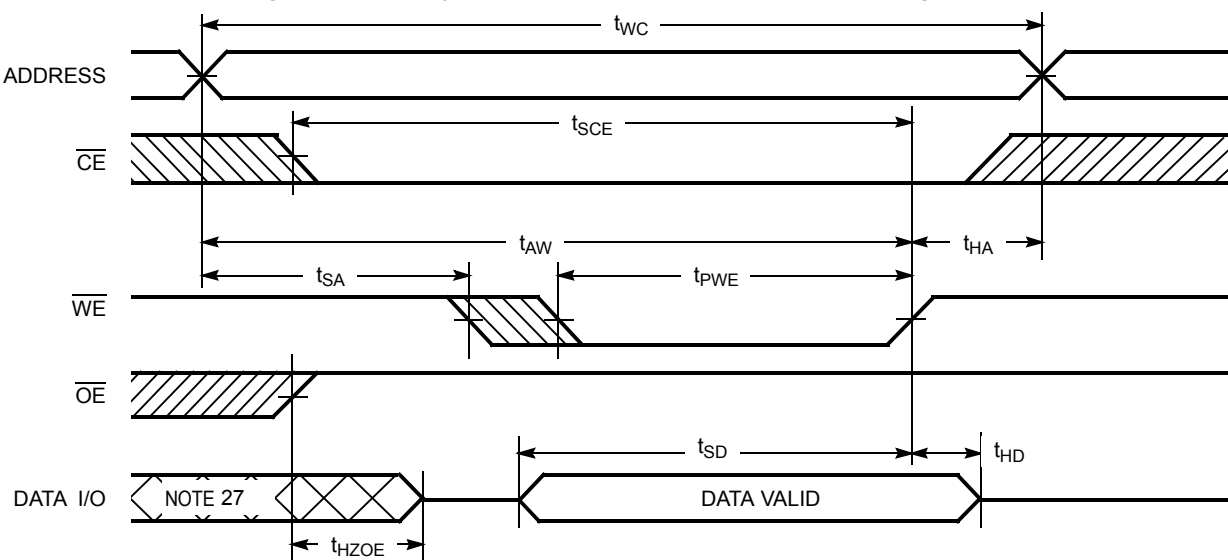 tWC
ADDRESS
tSCE
CE
tAW
tHA
tSA
tPWE
WE
OE
tSD
tHD
DATA I/O
NOTE 27
DATA VALID
tHZOE